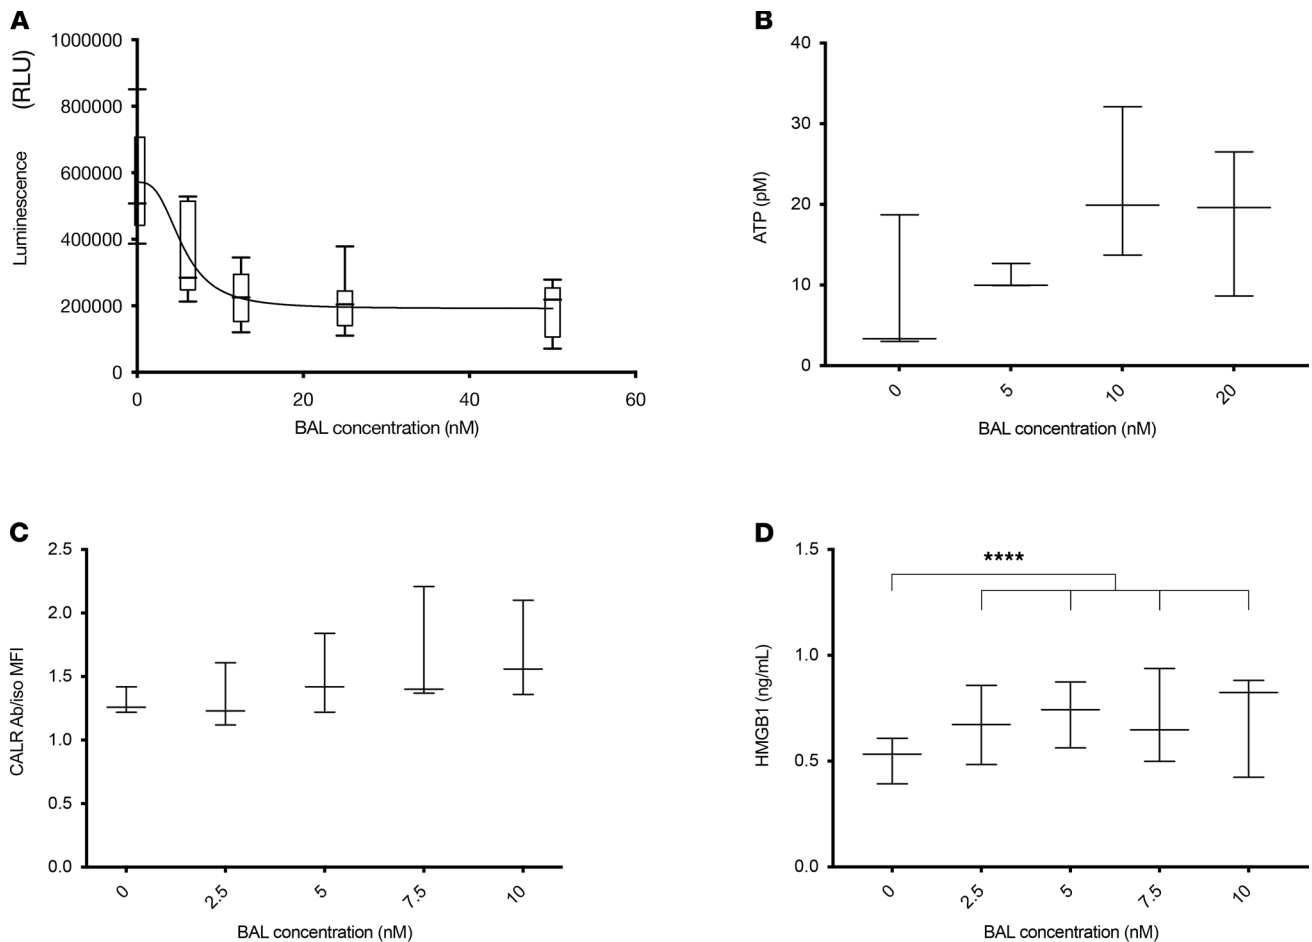 A
(RLU)
Luminescence
1000000
800000
600000
400000
200000
0
0 20 40 60
BAL concentration (nM)
B
ATP (pM)
40
30
20
10
0
0 5 10 20
BAL concentration (nM)
C
CALR Ab/iso MFI
2.5
2.0
1.5
1.0
0.5
0.0
0 2.5 5 7.5 10
BAL concentration (nM)
D
HMGB1 (ng/mL)
1.5
1.0
0.5
0.0
****
0 2.5 5 7.5 10
BAL concentration (nM)